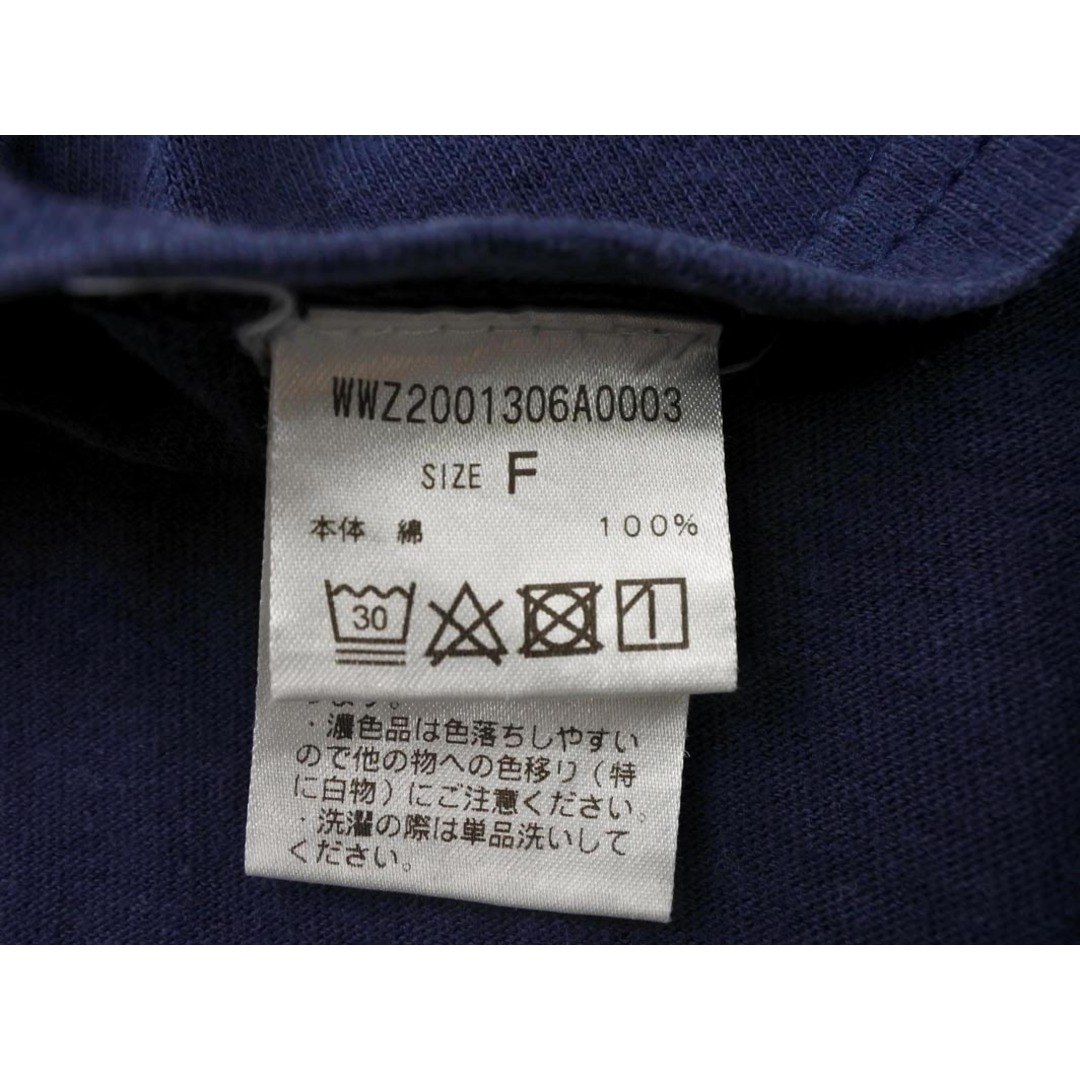 WWZ2001306A0003
SIZE F
本体 綿 100%
30
・濃色品は色落ちしやすい
ので他の物への色移り(特
に白物)にご注意ください。
・洗濯の際は単品洗いして
ください。